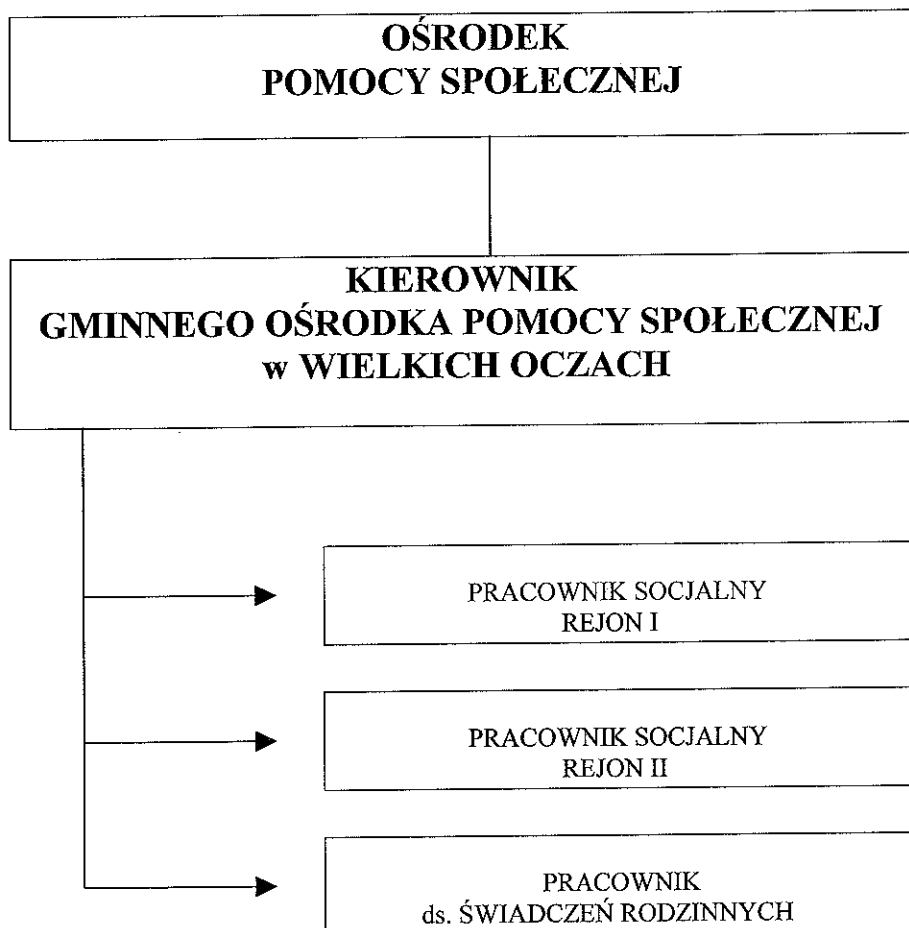 OŚRODEK
POMOCY SPOŁECZNEJ
KIEROWNIK
GMINNEGO OŚRODKA POMOCY SPOŁECZNEJ
w WIELKICH OCZACH
PRACOWNIK SOCJALNY
REJON I
PRACOWNIK SOCJALNY
REJON II
PRACOWNIK
ds. ŚWIADCZEŃ RODZINNYCH